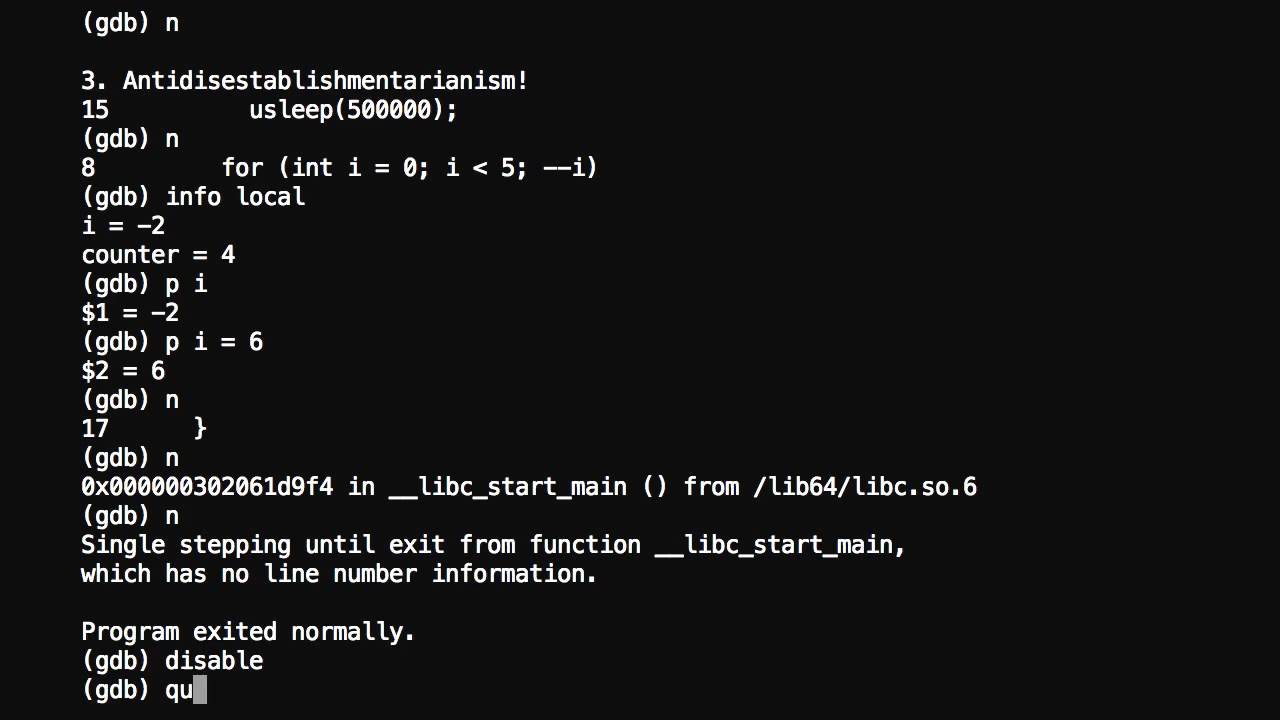 (gdb) n
3. Antidisestablishmentarianism!
15          usleep(500000);
(gdb) n
8         for (int i = 0; i < 5; --i)
(gdb) info local
i = -2
counter = 4
(gdb) p i
$1 = -2
(gdb) p i = 6
$2 = 6
(gdb) n
17      }
(gdb) n
0x000000302061d9f4 in __libc_start_main () from /lib64/libc.so.6
(gdb) n
Single stepping until exit from function __libc_start_main,
which has no line number information.
Program exited normally.
(gdb) disable
(gdb) qu